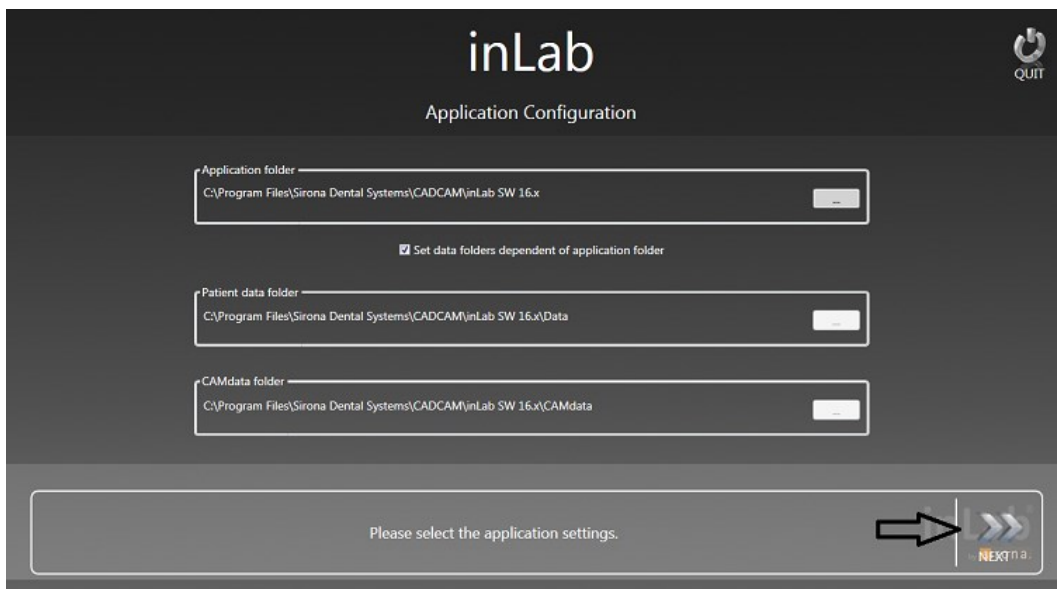 inLab
QUIT
Application Configuration
Application folder
C:\Program Files\Sirona Dental Systems\CADCAM\inLab SW 16.x
...
Set data folders dependent of application folder
Patient data folder
C:\Program Files\Sirona Dental Systems\CADCAM\inLab SW 16.x\Data
...
CAMdata folder
C:\Program Files\Sirona Dental Systems\CADCAM\inLab SW 16.x\CAMdata
...
Please select the application settings.
NEXT